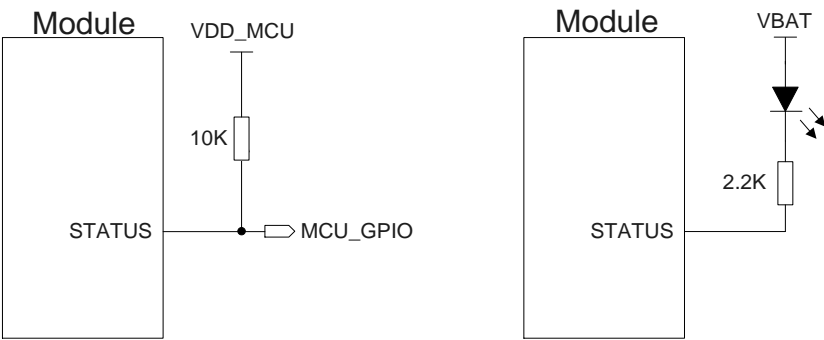 Module
VDD_MCU
10K
STATUS
MCU_GPIO
Module
VBAT
2.2K
STATUS